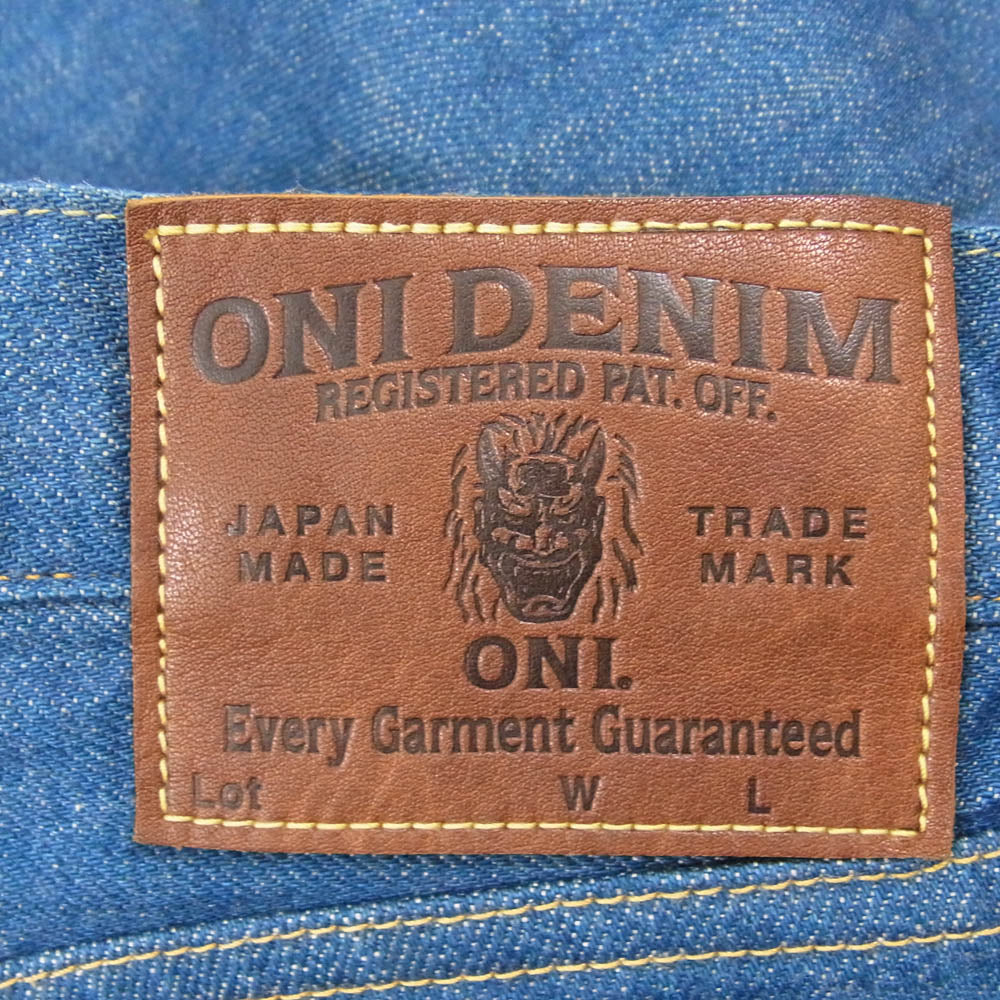 ONI DENIM
REGISTERED PAT. OFF.
JAPAN MADE
TRADE MARK
ONI.
Every Garment Guaranteed
Lot W L